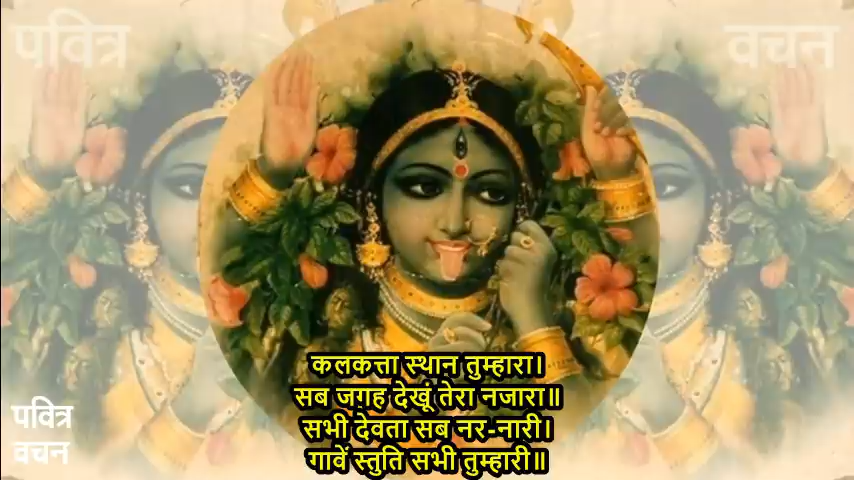 पवित्र
वचन
कलकत्ता स्थान तुम्हारा।
सब जगह देखूं तेरा नजारा॥
सभी देवता सब नर-नारी।
गावें स्तुति सभी तुम्हारी॥
पवित्र
वचन